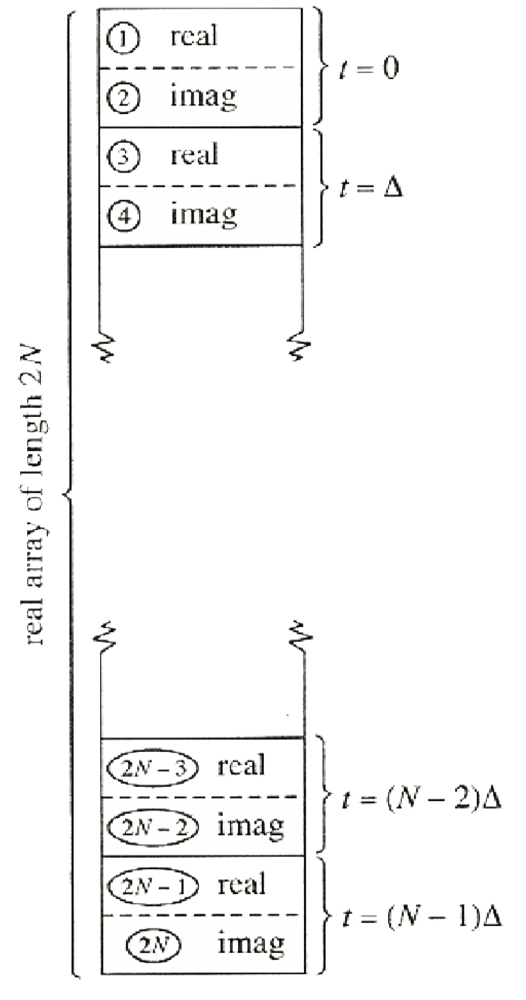 1 real
t = 0
2 imag
3 real
t = Δ
4 imag
real array of length 2N
2N − 3 real
t = (N − 2)Δ
2N − 2 imag
2N − 1 real
t = (N − 1)Δ
2N imag